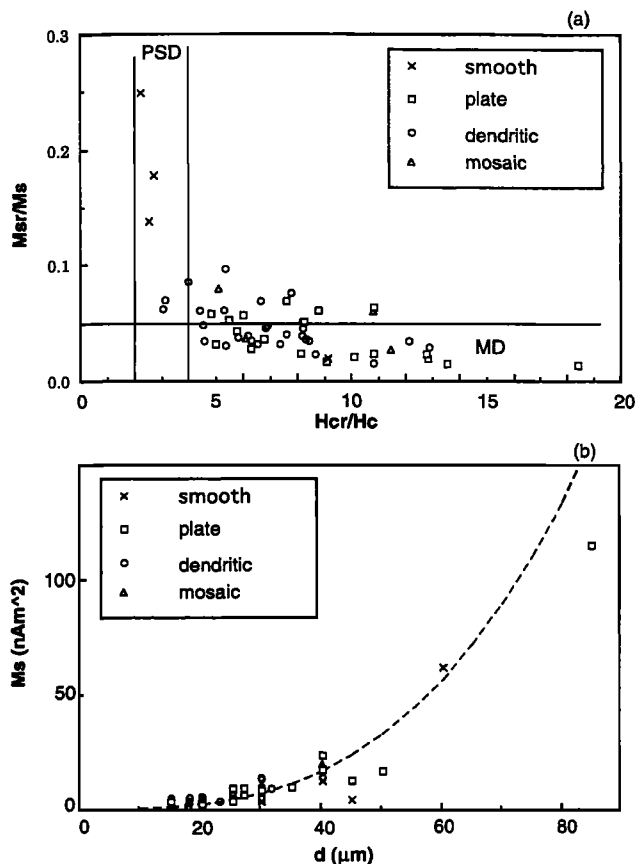 (a)
0.3
PSD
× smooth
□ plate
○ dendritic
△ mosaic
0.2
Msr/Ms
0.1
MD
0.0
0 5 10 15 20
Hcr/Hc
(b)
× smooth
□ plate
○ dendritic
△ mosaic
100
Ms (nAm^2)
50
0
0 20 40 60 80
d (μm)